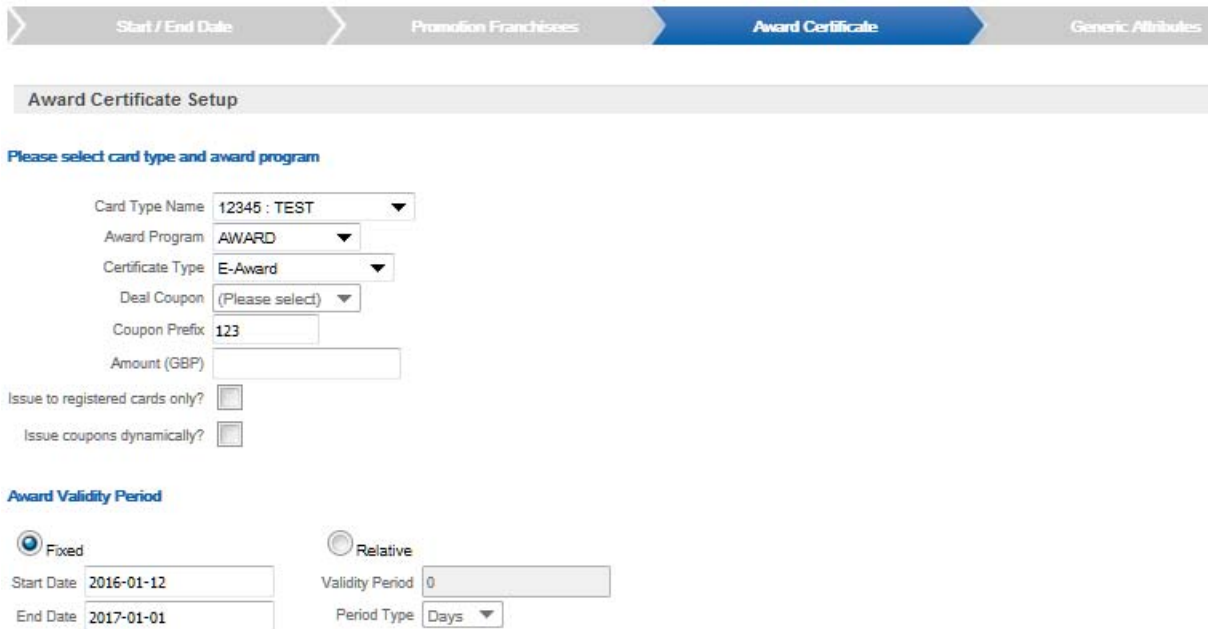 Start / End Date Promotion Franchisees Award Certificate Generic Attributes
Award Certificate Setup
Please select card type and award program
Card Type Name 12345 : TEST
Award Program AWARD
Certificate Type E-Award
Deal Coupon (Please select)
Coupon Prefix 123
Amount (GBP)
Issue to registered cards only?
Issue coupons dynamically?
Award Validity Period
Fixed Relative
Start Date 2016-01-12 Validity Period 0
End Date 2017-01-01 Period Type Days